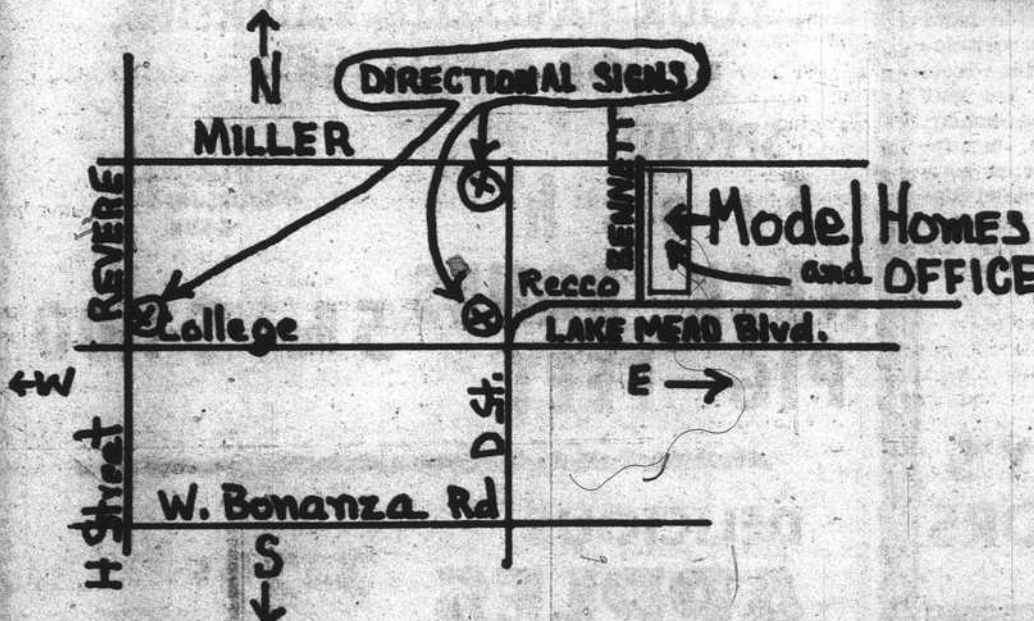 N
DIRECTIONAL SIGNS
MILLER
BENNETT
REVERE
X
Model Homes
and OFFICE
Recco
X
College
X
LAKE MEAD Blvd.
W
E
D St.
H Street
W. Bonanza Rd
S